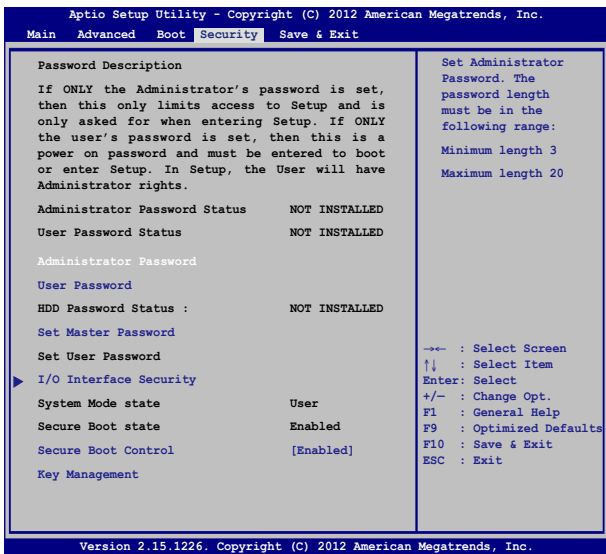 Aptio Setup Utility - Copyright (C) 2012 American Megatrends, Inc.
Main Advanced Boot Security Save & Exit
Password Description
If ONLY the Administrator's password is set,
then this only limits access to Setup and is
only asked for when entering Setup. If ONLY
the user's password is set, then this is a
power on password and must be entered to boot
or enter Setup. In Setup, the User will have
Administrator rights.
Administrator Password Status NOT INSTALLED
User Password Status NOT INSTALLED
Administrator Password
User Password
HDD Password Status : NOT INSTALLED
Set Master Password
Set User Password
I/O Interface Security
System Mode state User
Secure Boot state Enabled
Secure Boot Control [Enabled]
Key Management
Set Administrator
Password. The
password length
must be in the
following range:
Minimum length 3
Maximum length 20
→← : Select Screen
↑↓ : Select Item
Enter: Select
+/— : Change Opt.
F1 : General Help
F9 : Optimized Defaults
F10 : Save & Exit
ESC : Exit
Version 2.15.1226. Copyright (C) 2012 American Megatrends, Inc.